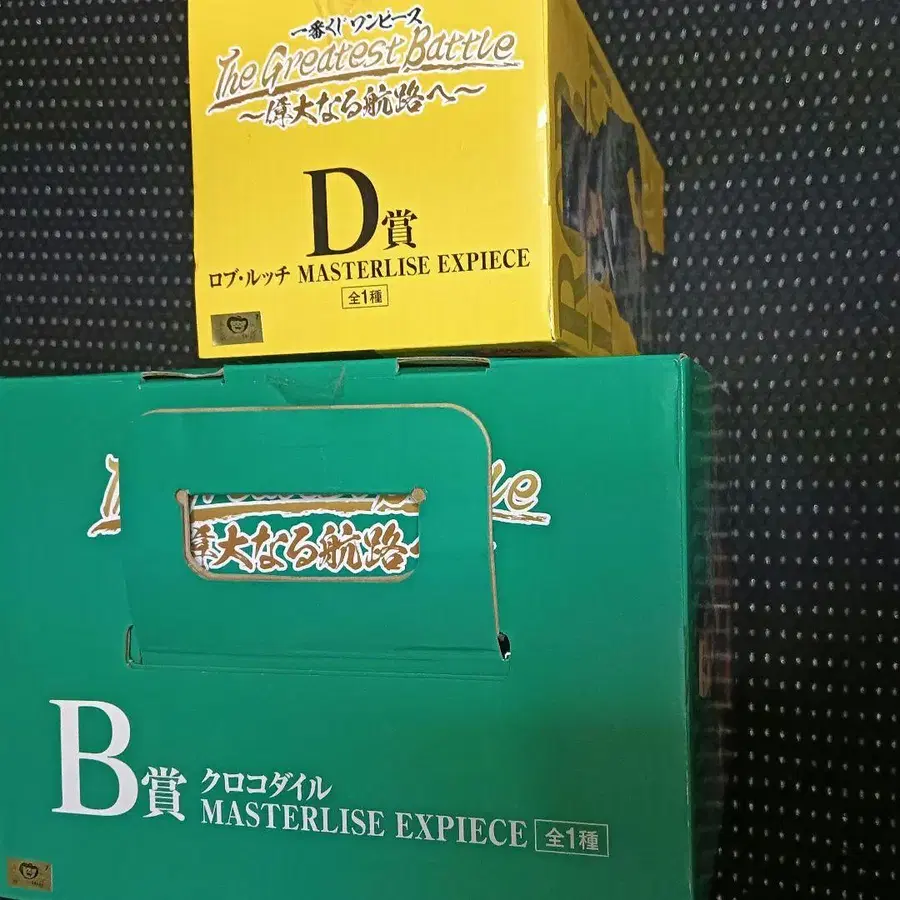 一番くじ ワンピース
The Greatest Battle
～偉大なる航路へ～
D賞
ロブ・ルッチ MASTERLISE EXPIECE
全1種
偉大なる航路へ
B賞
クロコダイル
MASTERLISE EXPIECE 全1種